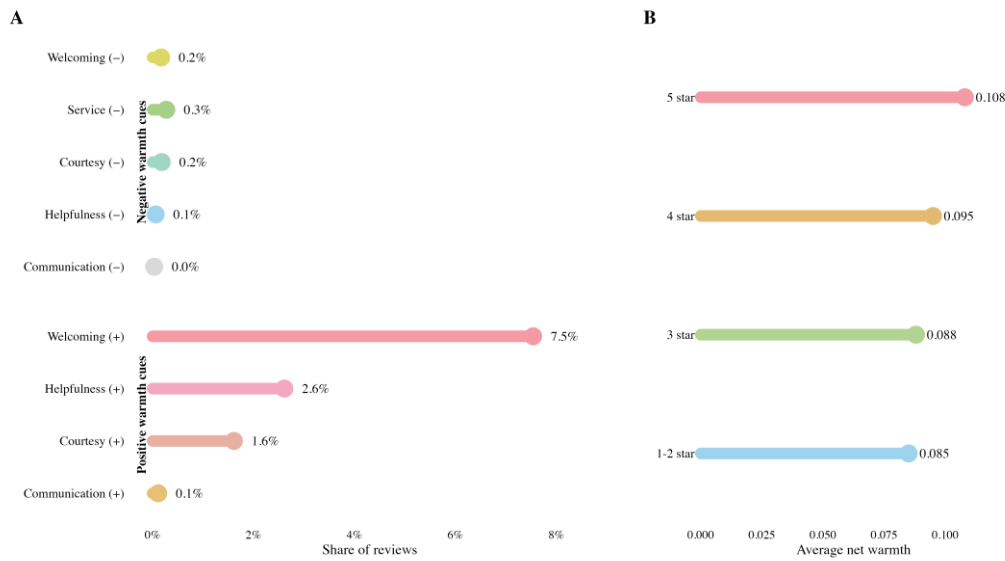 A
Negative warmth cues
Welcoming (−) 0.2%
Service (−) 0.3%
Courtesy (−) 0.2%
Helpfulness (−) 0.1%
Communication (−) 0.0%
Positive warmth cues
Welcoming (+) 7.5%
Helpfulness (+) 2.6%
Courtesy (+) 1.6%
Communication (+) 0.1%
0% 2% 4% 6% 8%
Share of reviews
B
5 star 0.108
4 star 0.095
3 star 0.088
1-2 star 0.085
0.000 0.025 0.050 0.075 0.100
Average net warmth